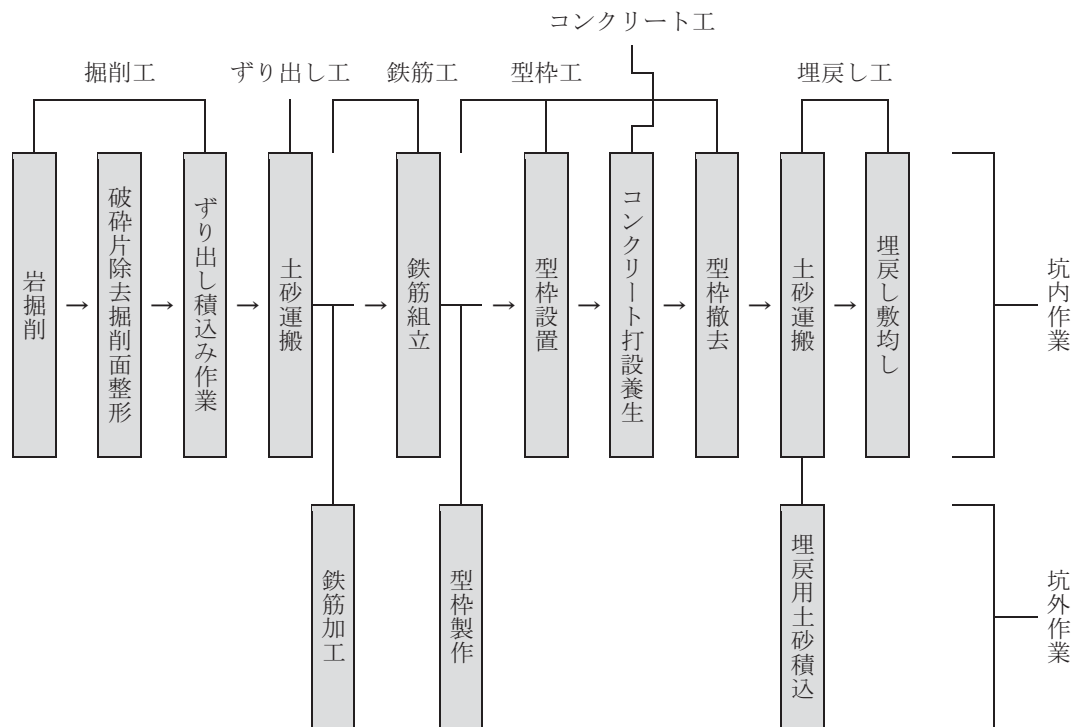 コンクリート工
掘削工
ずり出し工
鉄筋工
型枠工
埋戻し工
岩掘削
破砕片除去掘削面整形
ずり出し積込み作業
土砂運搬
鉄筋組立
型枠設置
コンクリート打設養生
型枠撤去
土砂運搬
埋戻し敷均し
坑内作業
鉄筋加工
型枠製作
埋戻用土砂積込
坑外作業